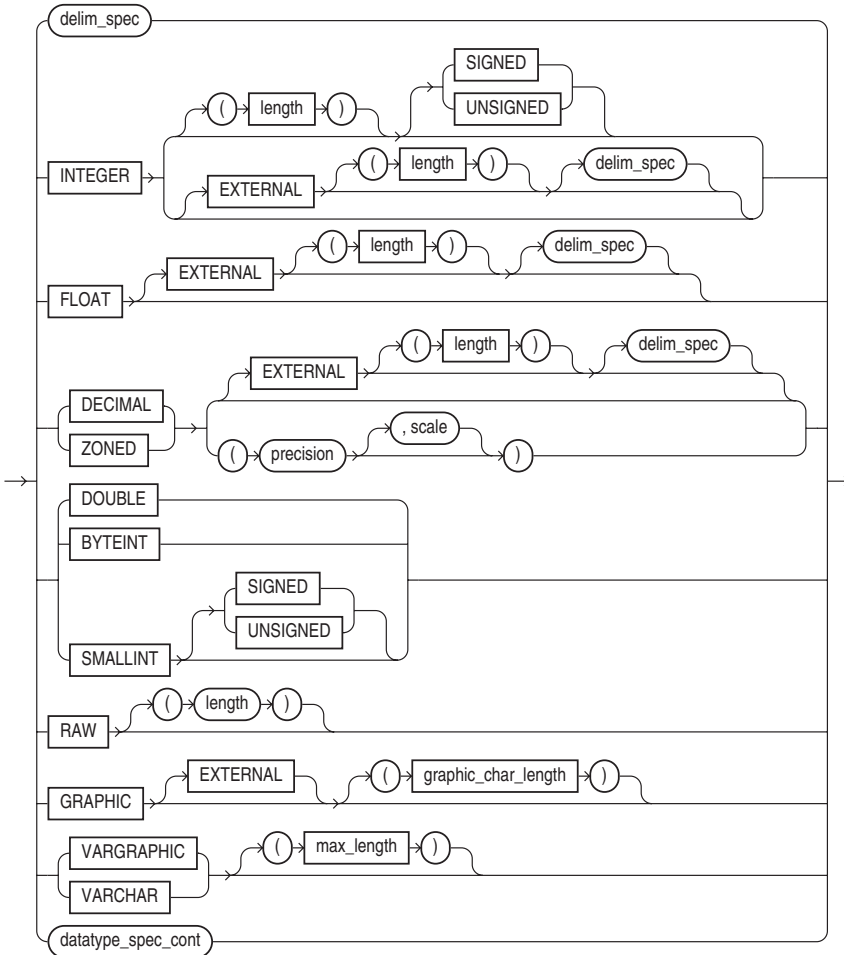 delim_spec
SIGNED
( length )
UNSIGNED
INTEGER
( length ) delim_spec
EXTERNAL
( length ) delim_spec
EXTERNAL
FLOAT
( length ) delim_spec
EXTERNAL
DECIMAL
, scale
ZONED
( precision )
DOUBLE
BYTEINT
SIGNED
UNSIGNED
SMALLINT
( length )
RAW
EXTERNAL ( graphic_char_length )
GRAPHIC
VARGRAPHIC ( max_length )
VARCHAR
datatype_spec_cont